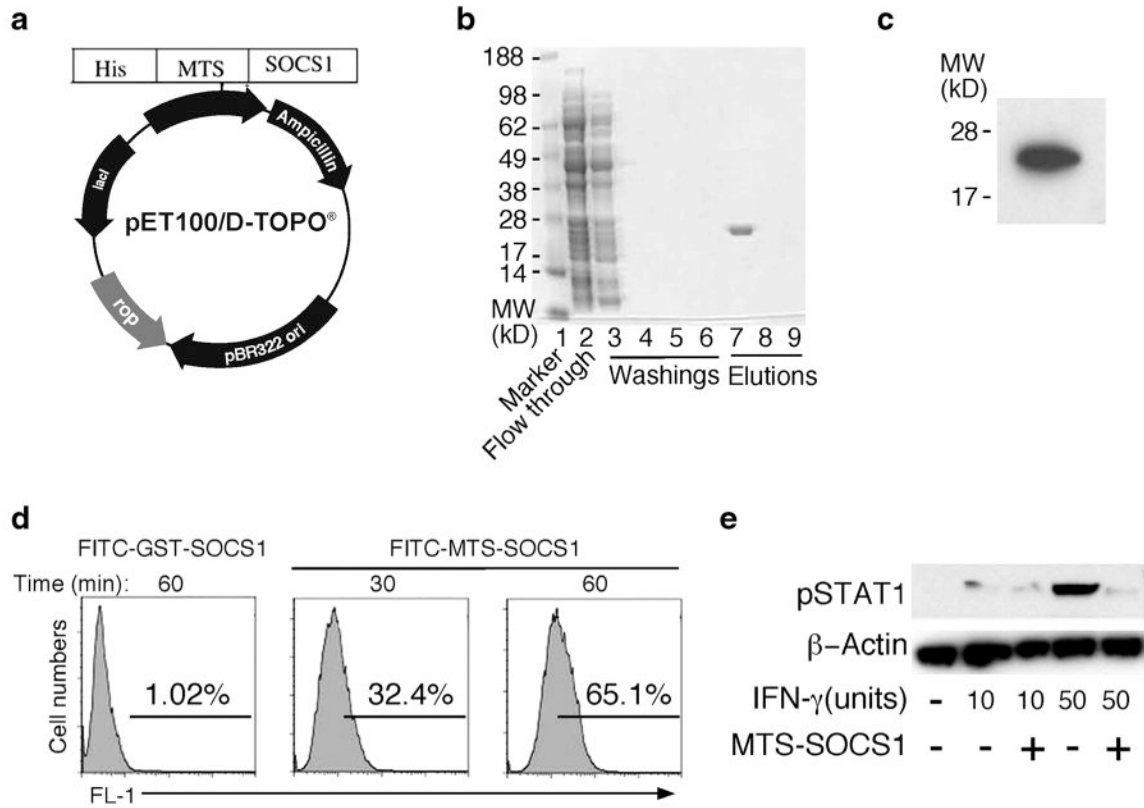 a
His MTS SOCS1
Ampicillin
lacI
pET100/D-TOPO®
rop
pBR322 ori
b
188
98
62
49
38
28
17
14
MW
(kD)
1 2 3 4 5 6 7 8 9
Marker
Flow through
Washings Elutions
c
MW
(kD)
28
17
d
FITC-GST-SOCS1 FITC-MTS-SOCS1
Time (min): 60 30 60
Cell numbers
1.02% 32.4% 65.1%
FL-1
e
pSTAT1
β-Actin
IFN-γ(units) - 10 10 50 50
MTS-SOCS1 - - + - +